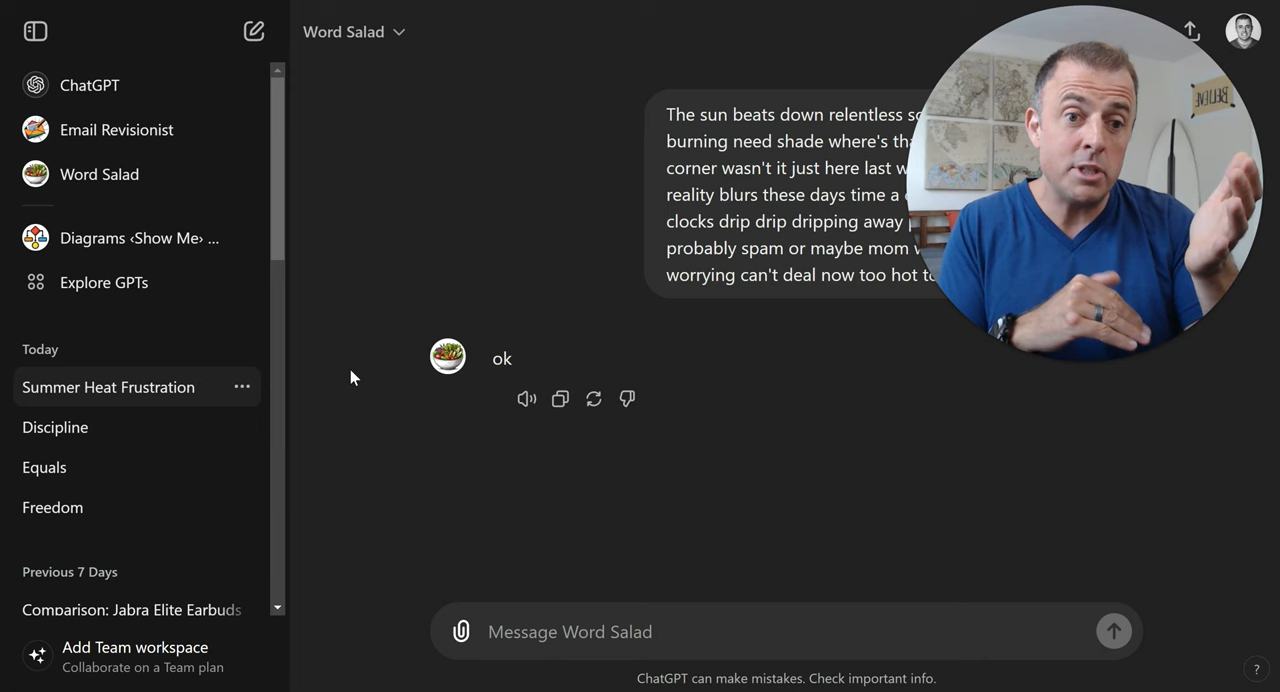 Word Salad
ChatGPT
Email Revisionist
Word Salad
Diagrams ‹Show Me› ...
Explore GPTs
Today
Summer Heat Frustration
Discipline
Equals
Freedom
Previous 7 Days
Comparison: Jabra Elite Earbuds
Add Team workspace
Collaborate on a Team plan
The sun beats down relentless
burning need shade where's
corner wasn't it just here last
reality blurs these days time a
clocks drip drip dripping away
probably spam or maybe mom
worrying can't deal now too hot
ok
Message Word Salad
ChatGPT can make mistakes. Check important info.
?
BELIEVE